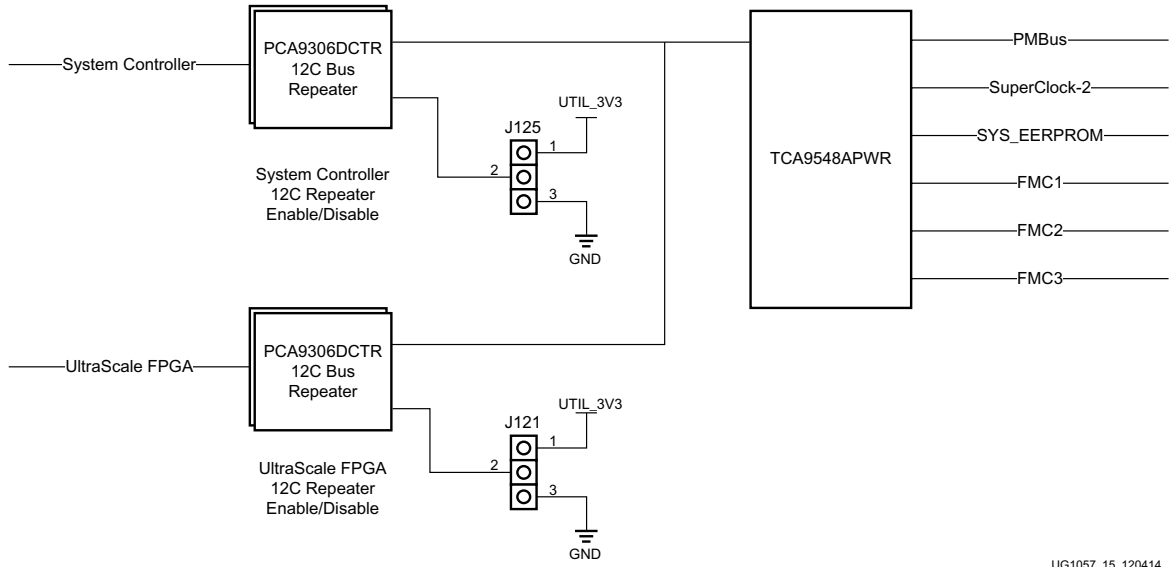 System Controller
PCA9306DCTR
12C Bus
Repeater
System Controller
12C Repeater
Enable/Disable
UTIL_3V3
J125
1
2
3
GND
TCA9548APWR
PMBus
SuperClock-2
SYS_EERPROM
FMC1
FMC2
FMC3
UltraScale FPGA
PCA9306DCTR
12C Bus
Repeater
UltraScale FPGA
12C Repeater
Enable/Disable
UTIL_3V3
J121
1
2
3
GND
UG1057_15_120414